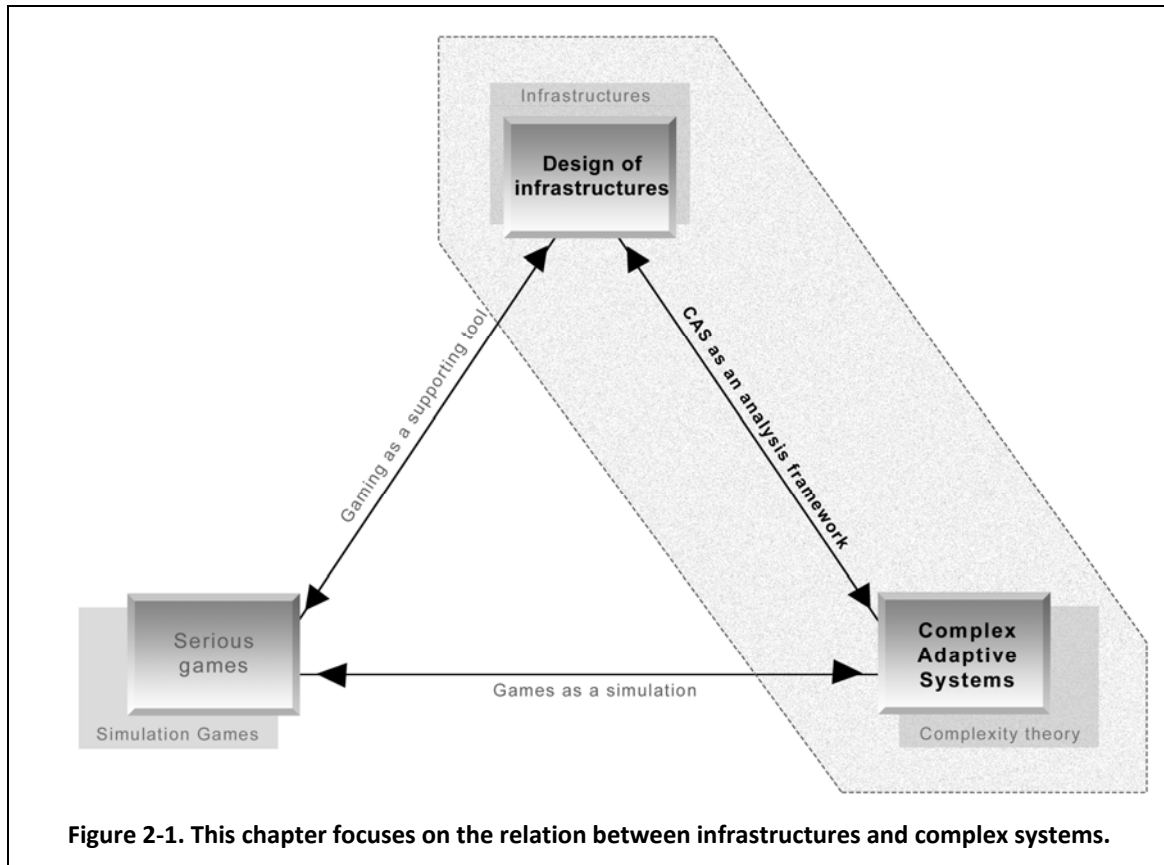 Infrastructures
Design of
infrastructures
Gaming as a supporting tool
CAS as an analysis framework
Serious
games
Simulation Games
Games as a simulation
Complex
Adaptive
Systems
Complexity theory
Figure 2-1. This chapter focuses on the relation between infrastructures and complex systems.